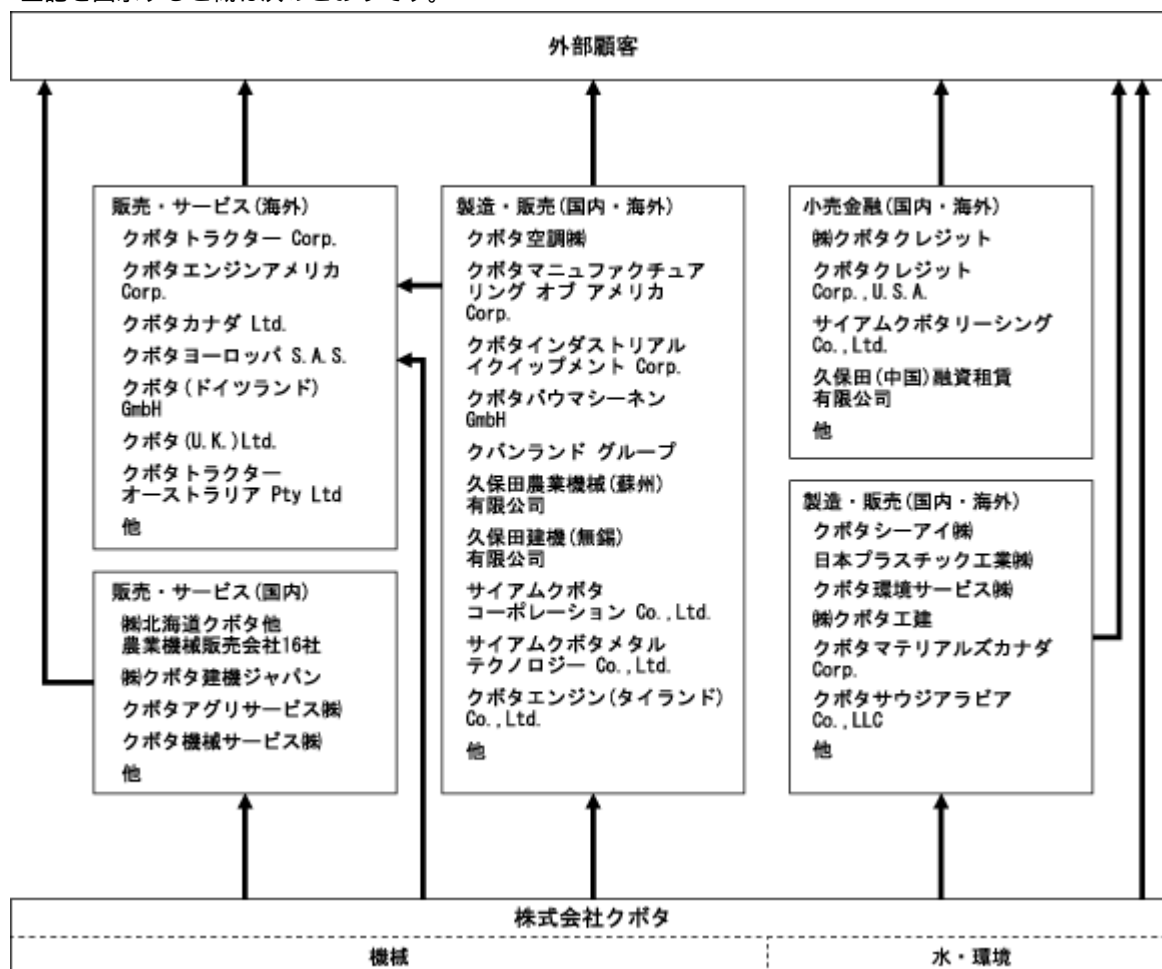 外部顧客
販売・サービス(海外)
クボタトラクター Corp.
クボタエンジンアメリカ
Corp.
クボタカナダ Ltd.
クボタヨーロッパ S.A.S.
クボタ(ドイツランド)
GmbH
クボタ(U.K.)Ltd.
クボタトラクター
オーストラリア Pty Ltd
他
販売・サービス(国内)
㈱北海道クボタ他
農業機械販売会社16社
㈱クボタ建機ジャパン
クボタアグリサービス㈱
クボタ機械サービス㈱
他
製造・販売(国内・海外)
クボタ空調㈱
クボタマニュファクチュア
リング オブ アメリカ
Corp.
クボタインダストリアル
イクイップメント Corp.
クボタバウマシーネン
GmbH
クバンランド グループ
久保田農業機械(蘇州)
有限公司
久保田建機(無錫)
有限公司
サイアムクボタ
コーポレーション Co.,Ltd.
サイアムクボタメタル
テクノロジー Co.,Ltd.
クボタエンジン(タイランド)
Co.,Ltd.
他
小売金融(国内・海外)
㈱クボタクレジット
クボタクレジット
Corp.,U.S.A.
サイアムクボタリーシング
Co.,Ltd.
久保田(中国)融資租賃
有限公司
他
製造・販売(国内・海外)
クボタシーアイ㈱
日本プラスチック工業㈱
クボタ環境サービス㈱
㈱クボタ工建
クボタマテリアルズカナダ
Corp.
クボタサウジアラビア
Co.,LLC
他
株式会社クボタ
機械
水・環境